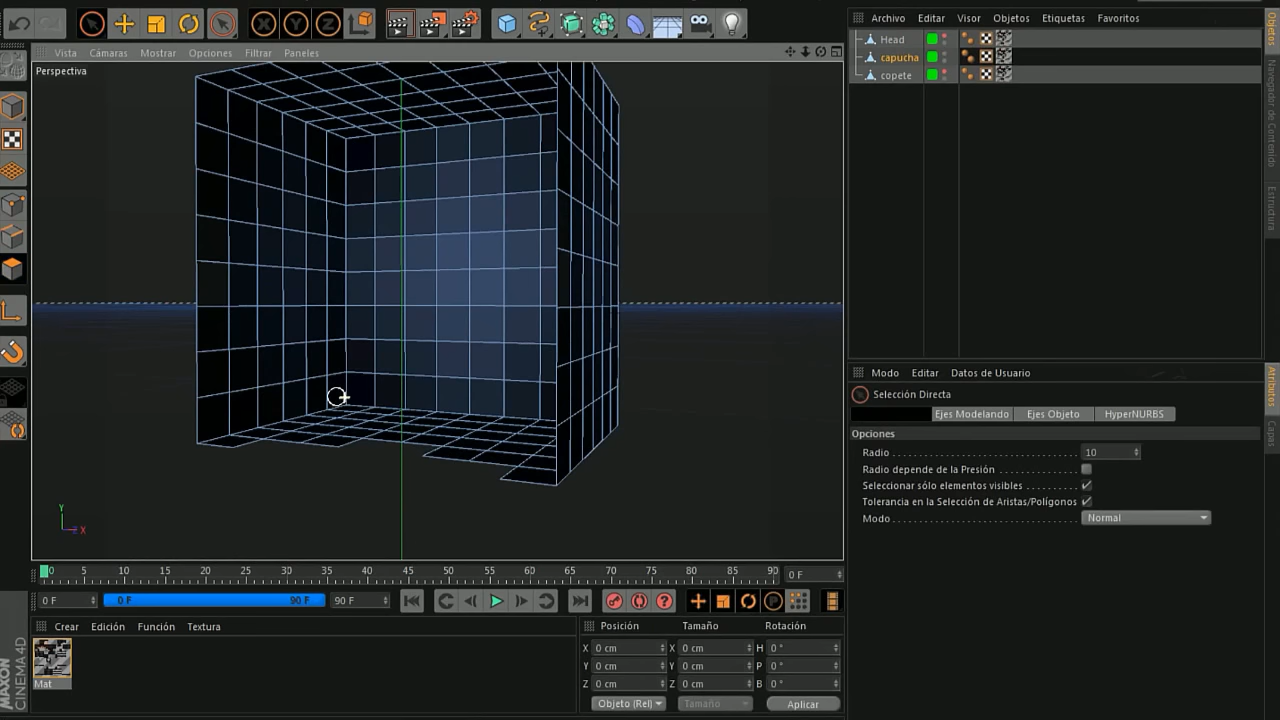 X Y Z
Archivo Editar Visor Objetos Etiquetas Favoritos
Head
capucha
copete
Objetos
Navegador de Contenido
Estructura
Vista Cámaras Mostrar Opciones Filtrar Paneles
Perspectiva
Y
X
Modo Editar Datos de Usuario
Selección Directa
Ejes Modelando Ejes Objeto HyperNURBS
Opciones
Radio 10
Radio depende de la Presión
Seleccionar sólo elementos visibles
Tolerancia en la Selección de Aristas/Polígonos
Modo Normal
Atributos
Capas
0 5 10 15 20 25 30 35 40 45 50 55 60 65 70 75 80 85 90 0 F
0 F 0 F 90 F 90 F
P
Crear Edición Función Textura
Mat
MAXON
CINEMA 4D
Posición Tamaño Rotación
X 0 cm X 0 cm H 0 °
Y 0 cm Y 0 cm P 0 °
Z 0 cm Z 0 cm B 0 °
Objeto (Rel) Tamaño Aplicar